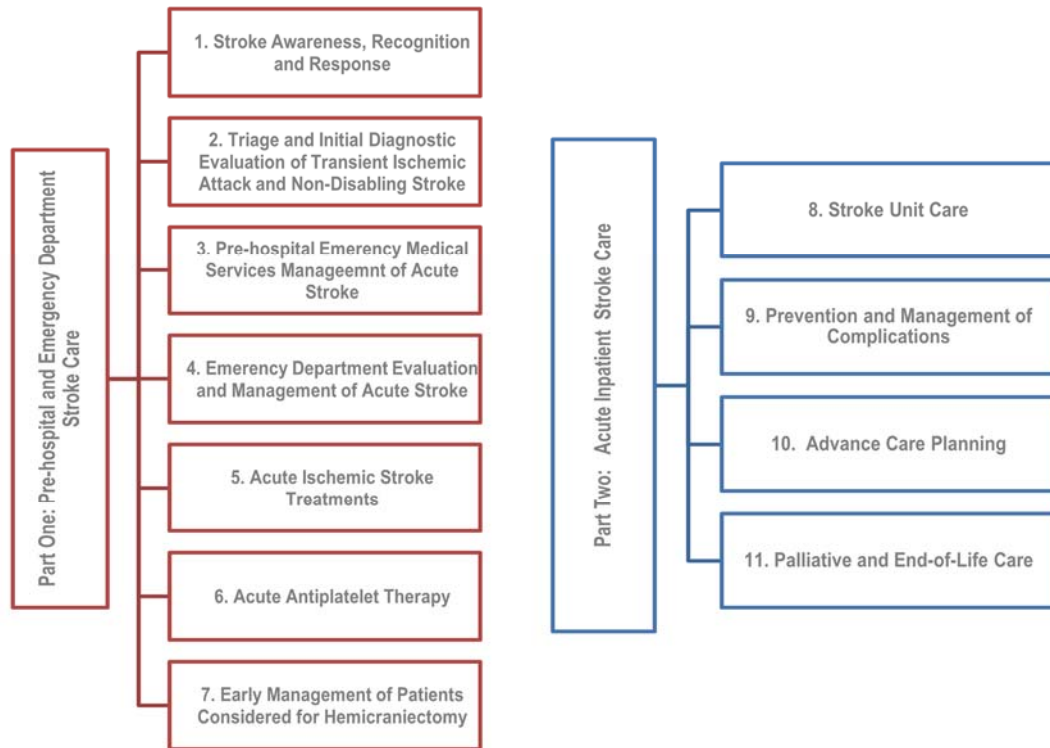 Part One: Pre-hospital and Emergency Department
Stroke Care
1. Stroke Awareness, Recognition
and Response
2. Triage and Initial Diagnostic
Evaluation of Transient Ischemic
Attack and Non-Disabling Stroke
3. Pre-hospital Emerency Medical
Services Manageemnt of Acute
Stroke
4. Emerency Department Evaluation
and Management of Acute Stroke
5. Acute Ischemic Stroke
Treatments
6. Acute Antiplatelet Therapy
7. Early Management of Patients
Considered for Hemicraniectomy
Part Two: Acute Inpatient Stroke Care
8. Stroke Unit Care
9. Prevention and Management of
Complications
10. Advance Care Planning
11. Palliative and End-of-Life Care